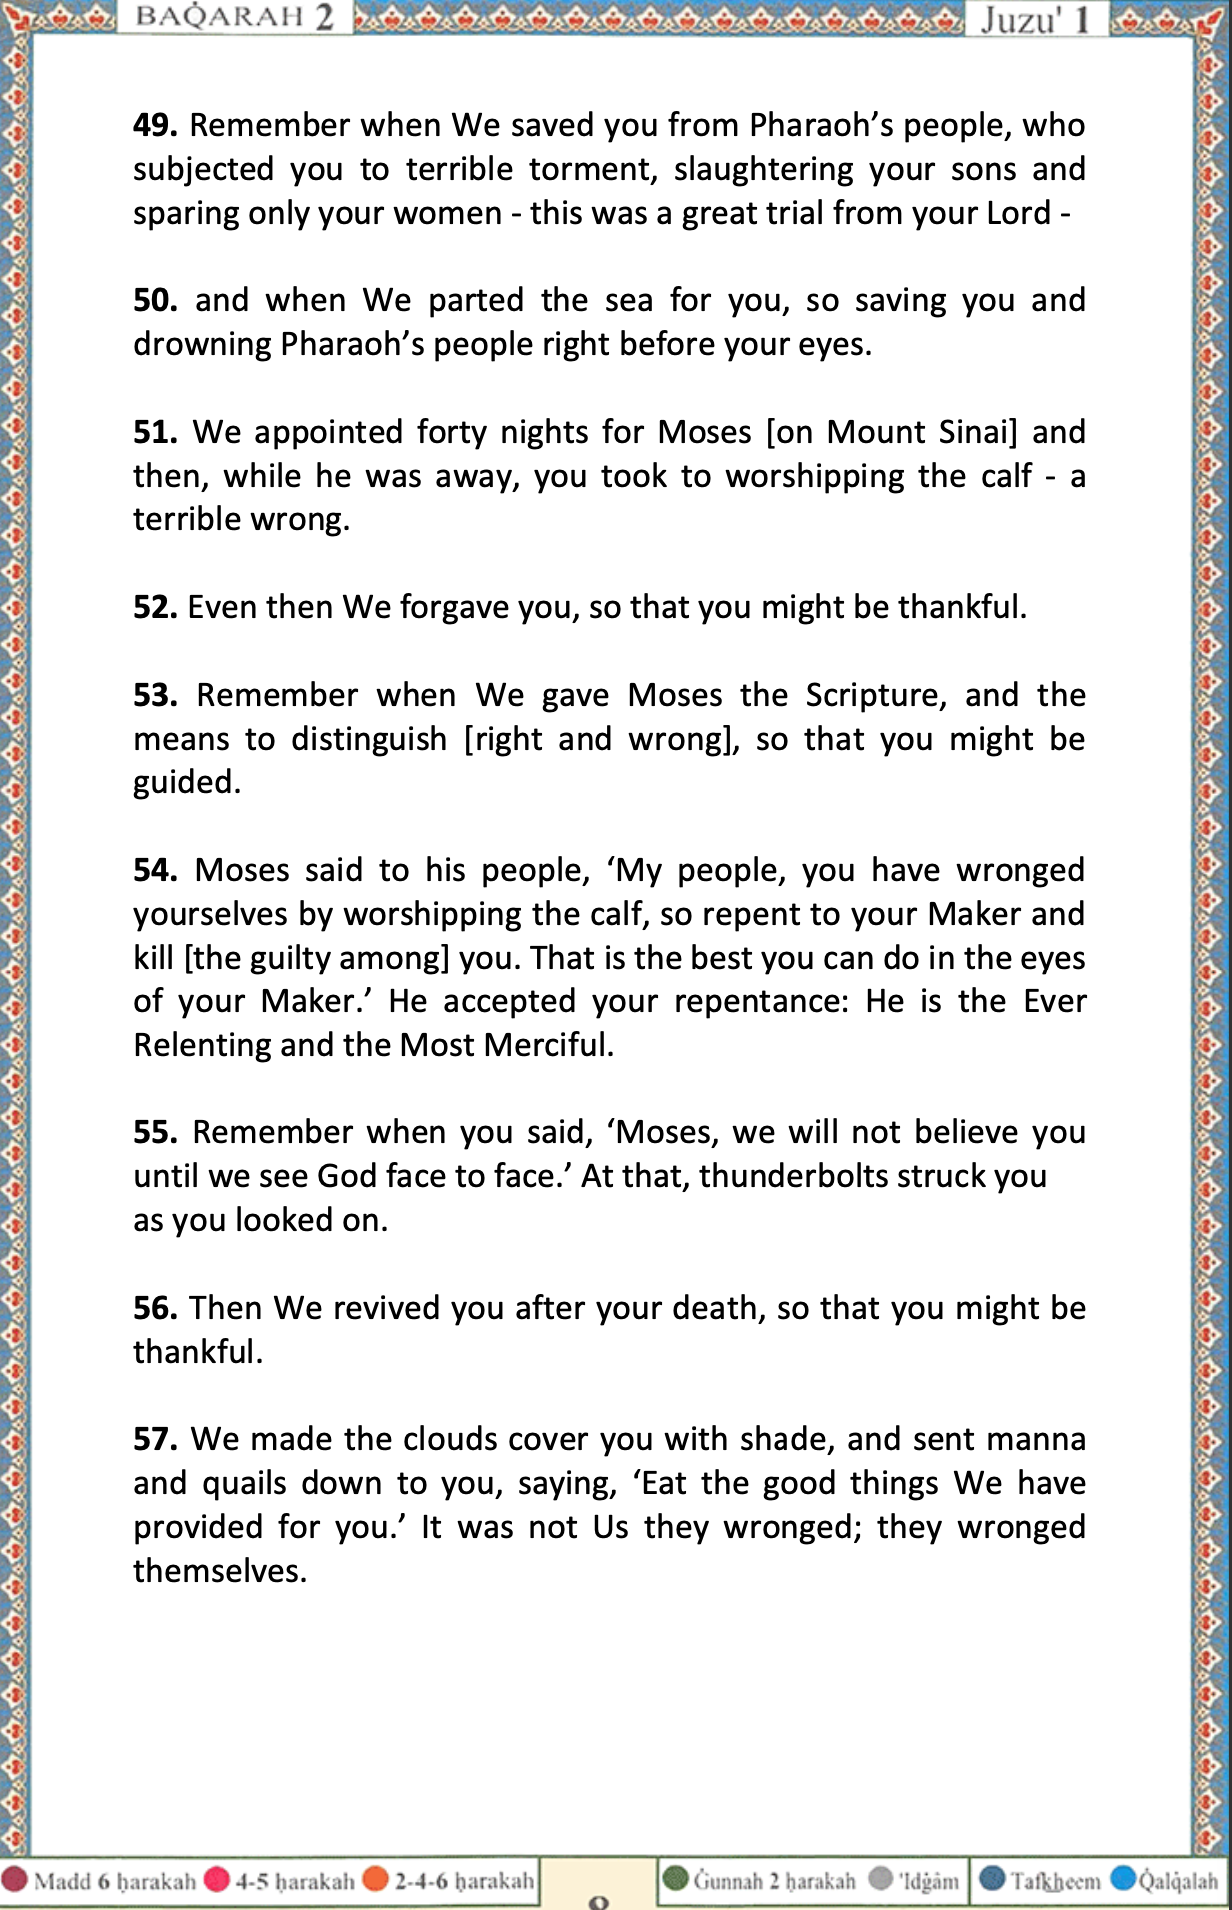 BAQ̇ARAH 2
Juzu' 1
49. Remember when We saved you from Pharaoh’s people, who
subjected you to terrible torment, slaughtering your sons and
sparing only your women - this was a great trial from your Lord -
50. and when We parted the sea for you, so saving you and
drowning Pharaoh’s people right before your eyes.
51. We appointed forty nights for Moses [on Mount Sinai] and
then, while he was away, you took to worshipping the calf - a
terrible wrong.
52. Even then We forgave you, so that you might be thankful.
53. Remember when We gave Moses the Scripture, and the
means to distinguish [right and wrong], so that you might be
guided.
54. Moses said to his people, ‘My people, you have wronged
yourselves by worshipping the calf, so repent to your Maker and
kill [the guilty among] you. That is the best you can do in the eyes
of your Maker.’ He accepted your repentance: He is the Ever
Relenting and the Most Merciful.
55. Remember when you said, ‘Moses, we will not believe you
until we see God face to face.’ At that, thunderbolts struck you
as you looked on.
56. Then We revived you after your death, so that you might be
thankful.
57. We made the clouds cover you with shade, and sent manna
and quails down to you, saying, ‘Eat the good things We have
provided for you.’ It was not Us they wronged; they wronged
themselves.
Madd 6 ḥarakah 4-5 ḥarakah 2-4-6 ḥarakah
Ġunnah 2 ḥarakah 'Idġâm Tafk͟heem Q̇alq̇alah